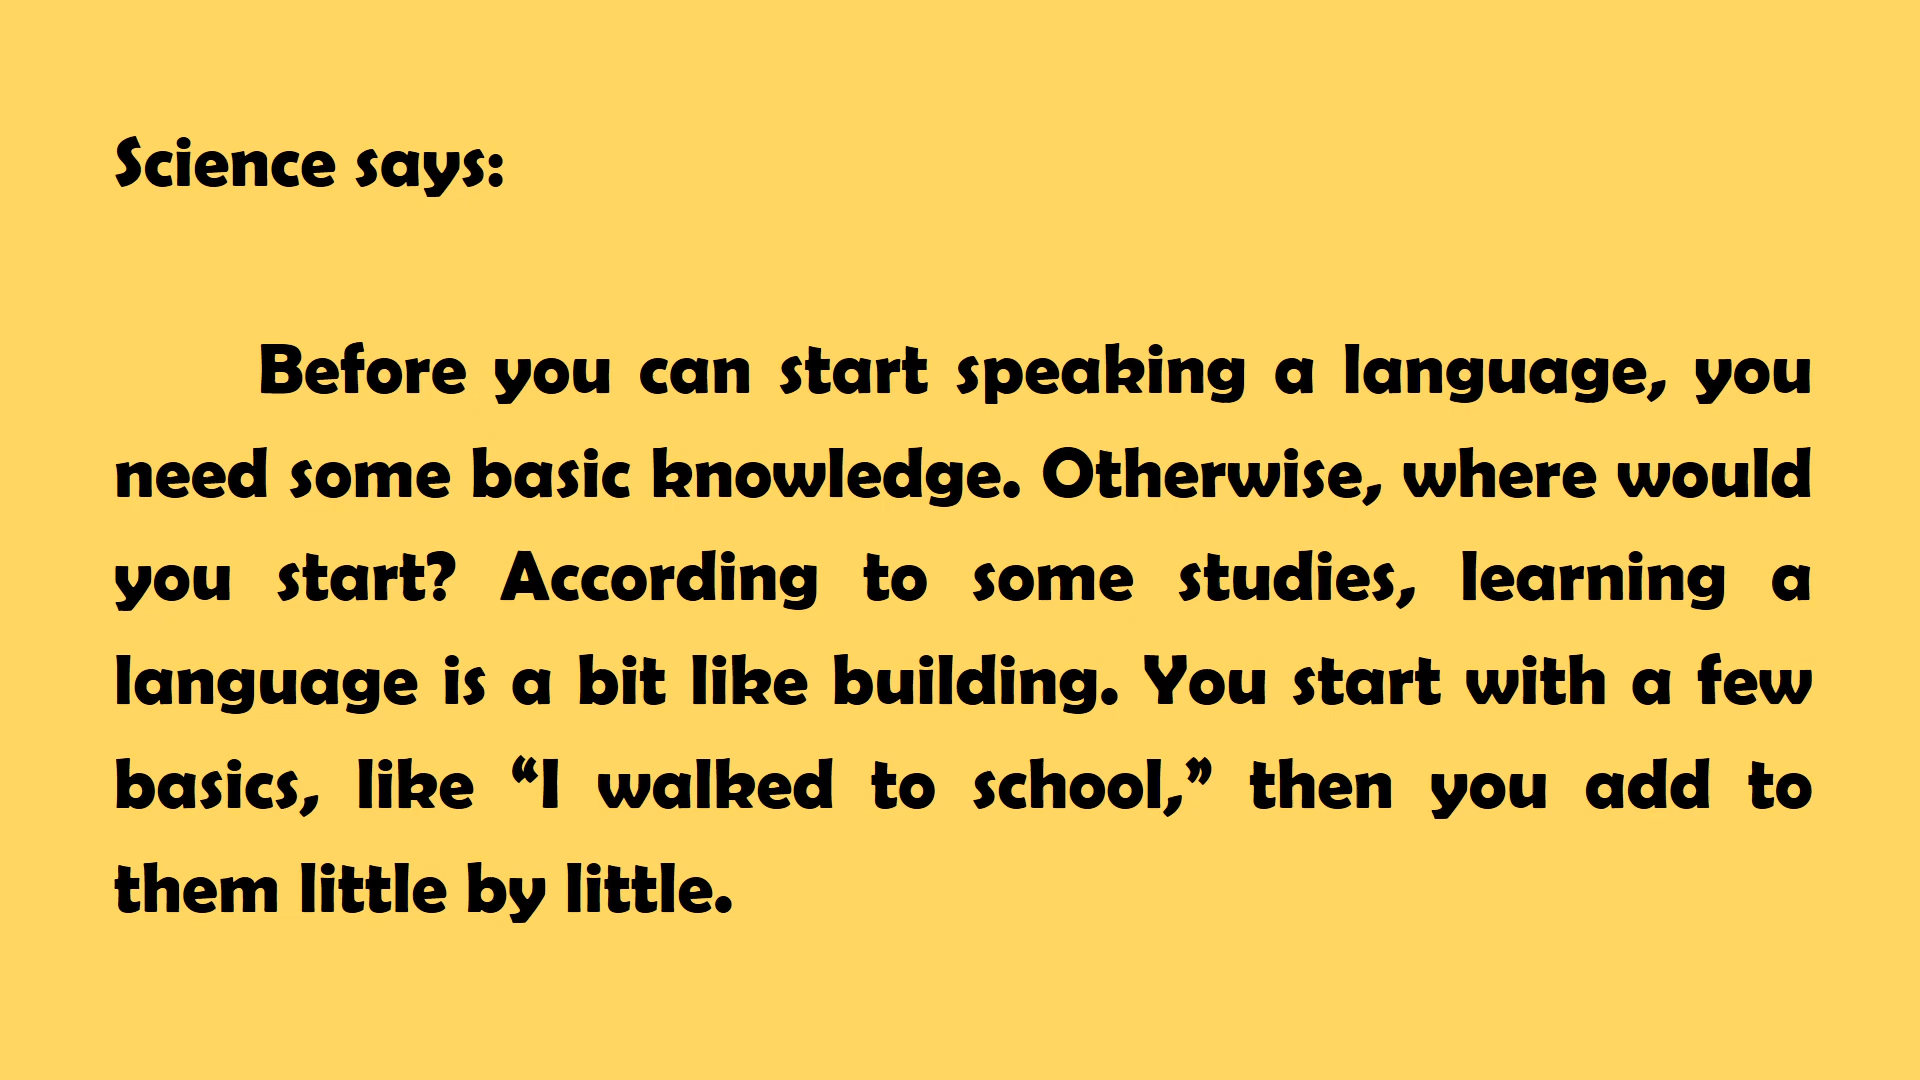 Science says:
Before you can start speaking a language, you
need some basic knowledge. Otherwise, where would
you start? According to some studies, learning a
language is a bit like building. You start with a few
basics, like “I walked to school,” then you add to
them little by little.